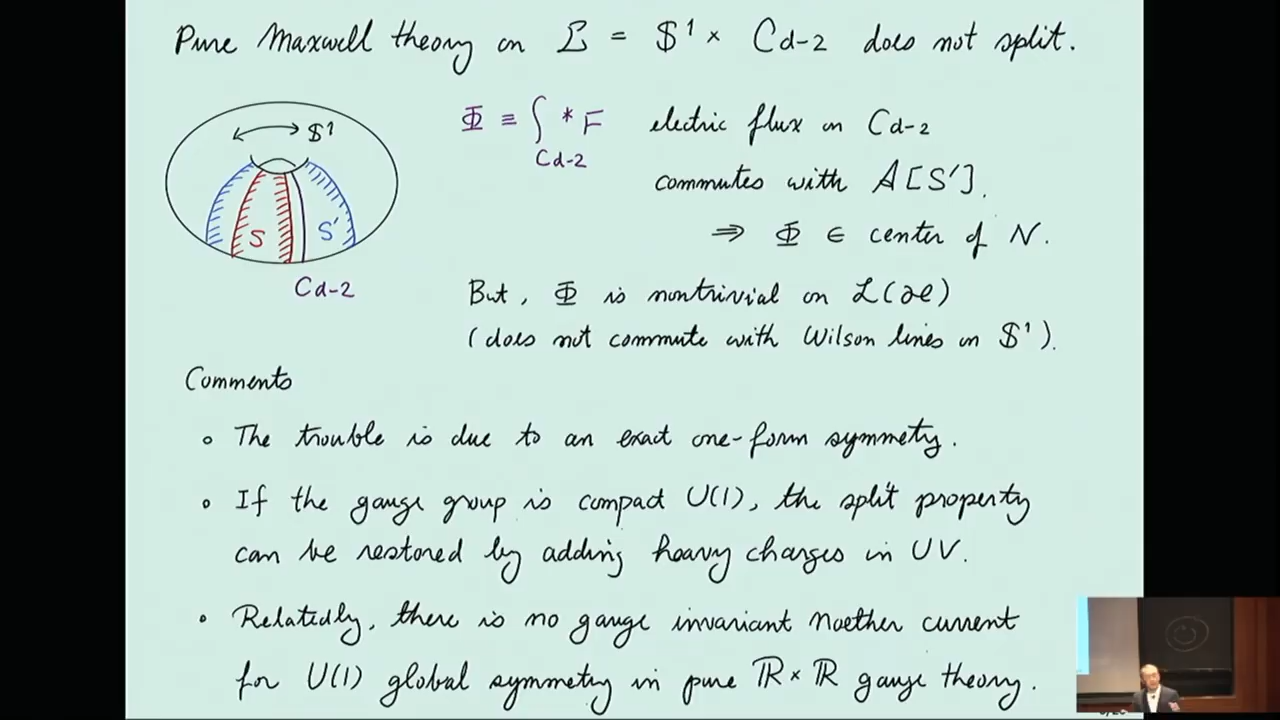 Pure Maxwell theory on Σ = $¹ × Cd-2 does not split.
$¹
S
S'
Cd-2
Φ ≡ ∫ * F
Cd-2
electric flux on Cd-2
commutes with A[S'].
⇒ Φ ∈ center of N.
But, Φ is nontrivial on L(∂e)
(does not commute with Wilson lines on $¹).
Comments
∘ The trouble is due to an exact one-form symmetry.
∘ If the gauge group is compact U(1), the split property
can be restored by adding heavy charges in UV.
∘ Relatedly, there is no gauge invariant Noether current
for U(1) global symmetry in pure ℝ × ℝ gauge theory.